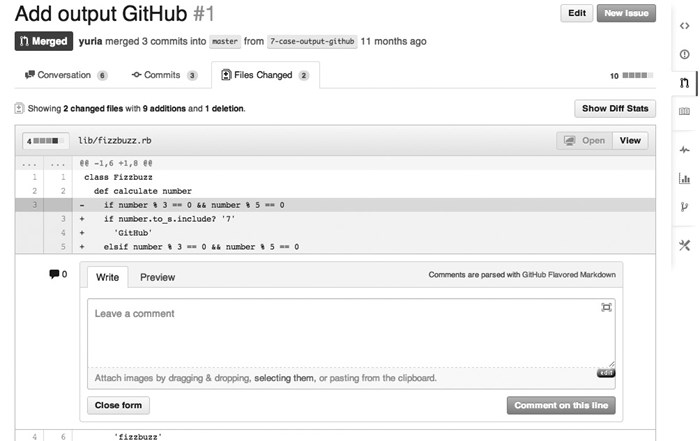 Add output GitHub #1
Edit
New Issue
Merged yuria merged 3 commits into master from 7-case-output-github 11 months ago
Conversation 6
Commits 3
Files Changed 2
10
Showing 2 changed files with 9 additions and 1 deletion.
Show Diff Stats
4 lib/fizzbuzz.rb
Open View
... ... @@ -1,6 +1,8 @@
1 1 class Fizzbuzz
2 2 def calculate number
3 - if number % 3 == 0 && number % 5 == 0
3 + if number.to_s.include? '7'
4 + 'GitHub'
5 + elsif number % 3 == 0 && number % 5 == 0
0
Write Preview
Comments are parsed with GitHub Flavored Markdown
Leave a comment
Attach images by dragging & dropping, selecting them, or pasting from the clipboard.
edit
Close form
Comment on this line
4 6 'fizzbuzz'